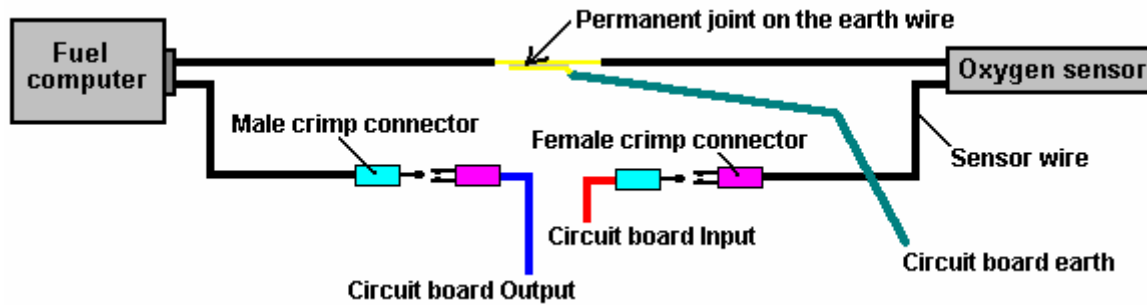 Permanent joint on the earth wire
Fuel
computer
Oxygen sensor
Male crimp connector
Female crimp connector
Sensor wire
Circuit board Input
Circuit board earth
Circuit board Output